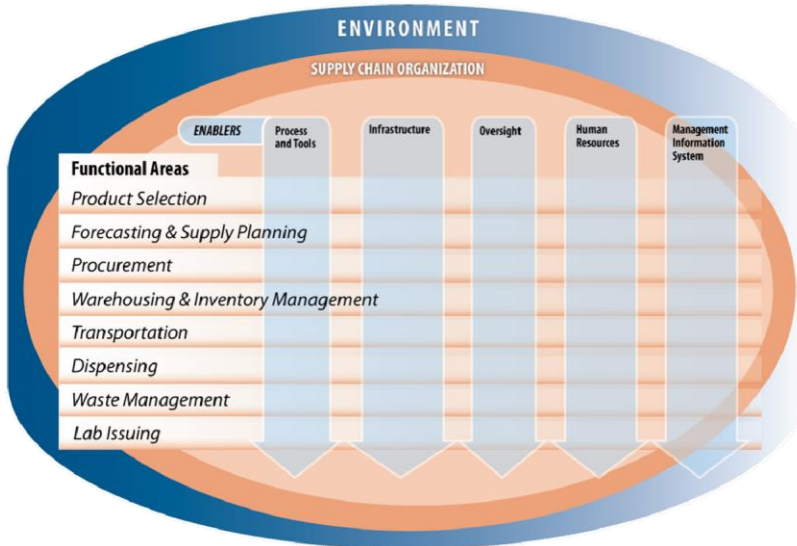 ENVIRONMENT
SUPPLY CHAIN ORGANIZATION
ENABLERS
Process
and Tools
Infrastructure
Oversight
Human
Resources
Management
Information
System
Functional Areas
Product Selection
Forecasting & Supply Planning
Procurement
Warehousing & Inventory Management
Transportation
Dispensing
Waste Management
Lab Issuing